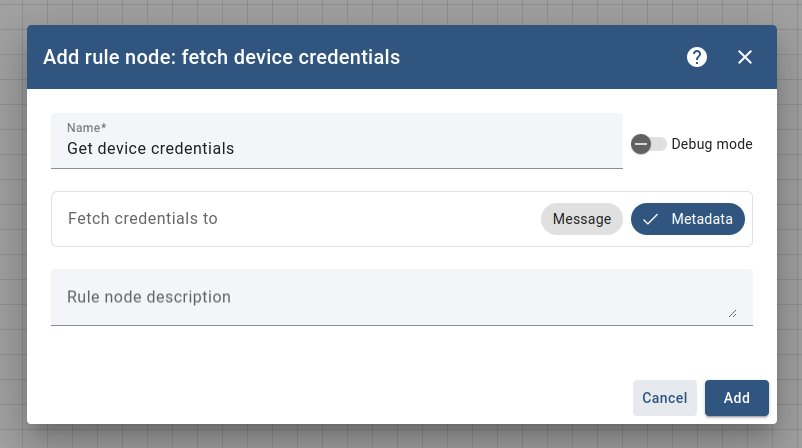 Add rule node: fetch device credentials
Name*
Get device credentials
Debug mode
Fetch credentials to
Message
Metadata
Rule node description
Cancel
Add